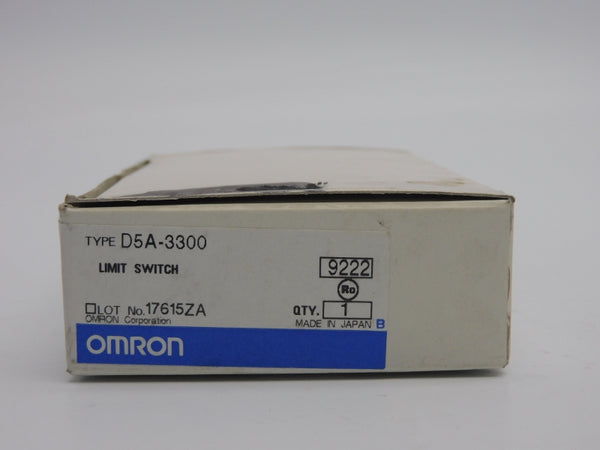 TYPE D5A-3300
LIMIT SWITCH
9222
Ro
LOT No. 17615ZA
QTY. 1
OMRON Corporation
MADE IN JAPAN B
OMRON